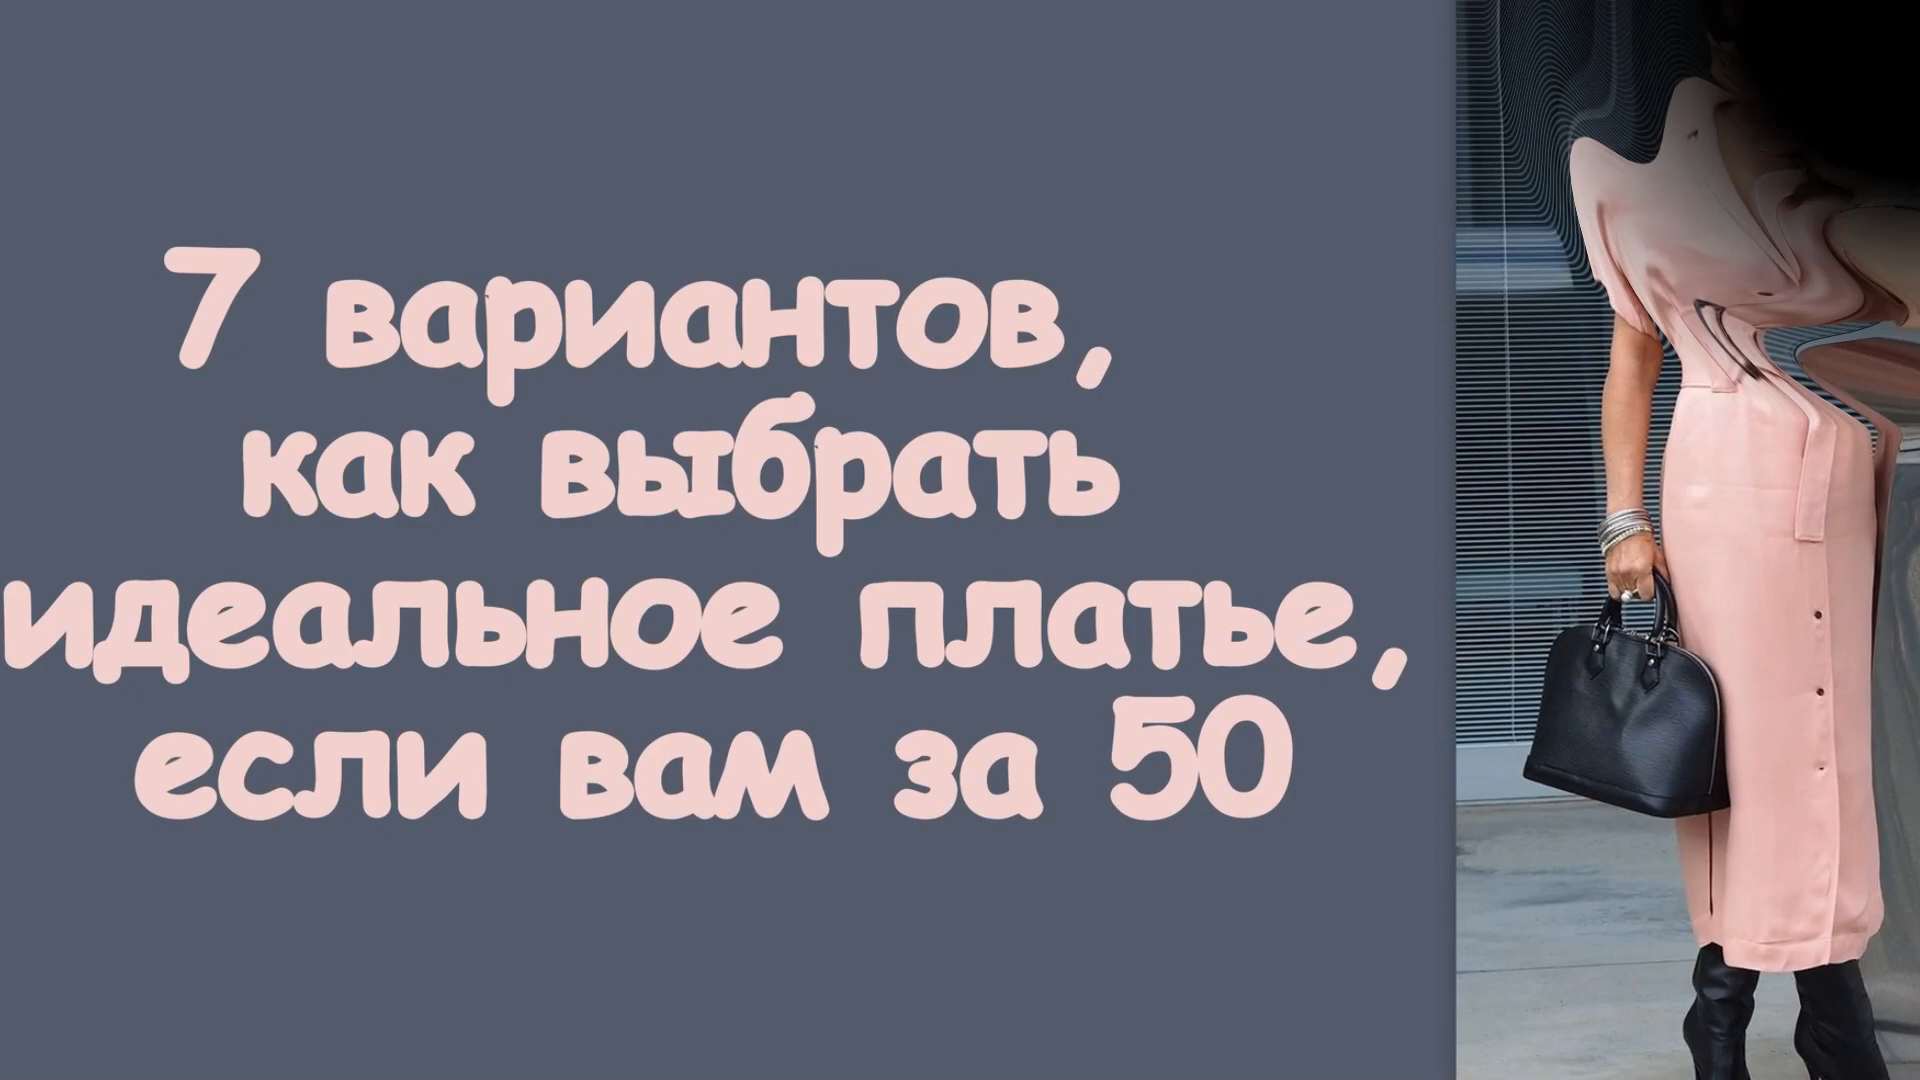 7 вариантов,
как выбрать
идеальное платье,
если вам за 50